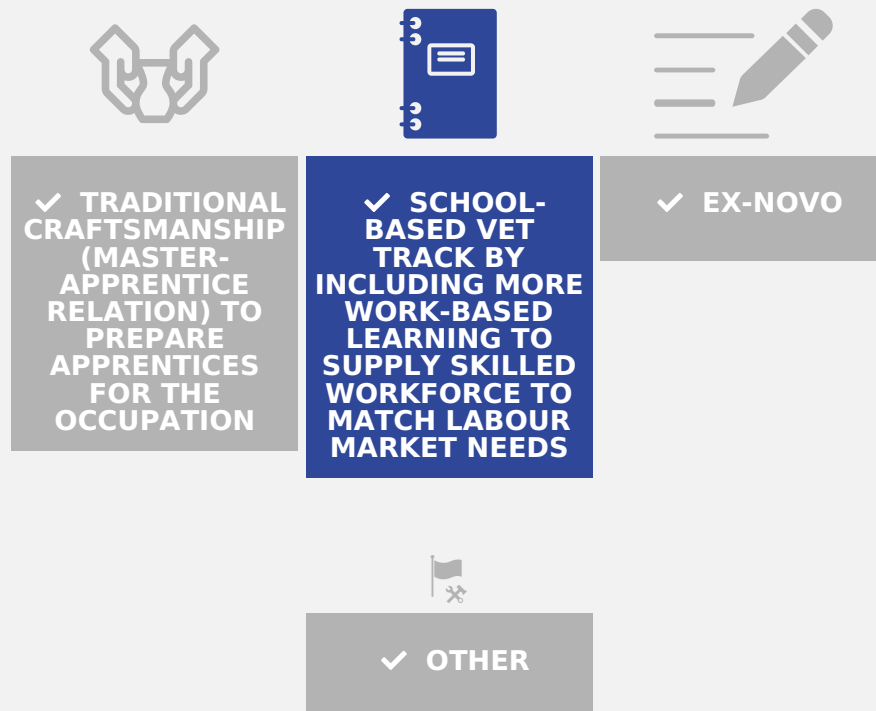 ✓ TRADITIONAL
CRAFTSMANSHIP
(MASTER-
APPRENTICE
RELATION) TO
PREPARE
APPRENTICES
FOR THE
OCCUPATION
✓ SCHOOL-
BASED VET
TRACK BY
INCLUDING MORE
WORK-BASED
LEARNING TO
SUPPLY SKILLED
WORKFORCE TO
MATCH LABOUR
MARKET NEEDS
✓ EX-NOVO
✓ OTHER